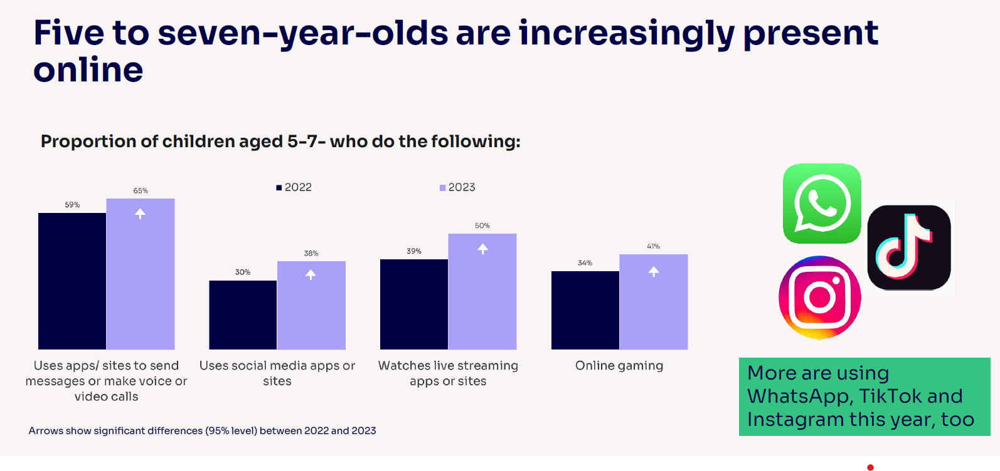 Five to seven-year-olds are increasingly present
online
Proportion of children aged 5-7- who do the following:
2022
2023
59%
65%
30%
38%
39%
50%
34%
41%
Uses apps/ sites to send
messages or make voice or
video calls
Uses social media apps or
sites
Watches live streaming
apps or sites
Online gaming
Arrows show significant differences (95% level) between 2022 and 2023
More are using
WhatsApp, TikTok and
Instagram this year, too